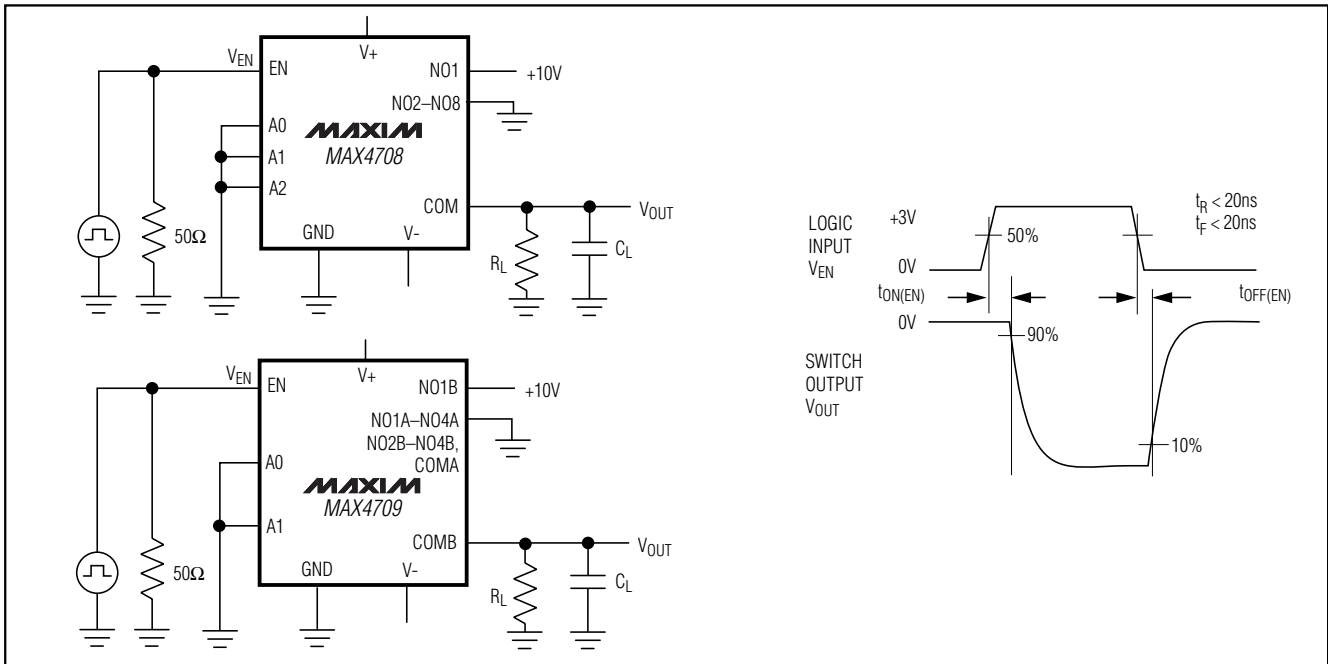 V+
VEN
EN
NO1
+10V
NO2–NO8
A0
MAXIM
A1
MAX4708
A2
COM
VOUT
50Ω
GND
V-
RL
CL
V+
VEN
EN
NO1B
+10V
NO1A–NO4A
NO2B–NO4B,
A0
COMA
MAXIM
MAX4709
A1
COMB
VOUT
50Ω
GND
V-
RL
CL
LOGIC
INPUT
VEN
+3V
50%
0V
tR < 20ns
tF < 20ns
tON(EN)
tOFF(EN)
0V
90%
SWITCH
OUTPUT
VOUT
10%